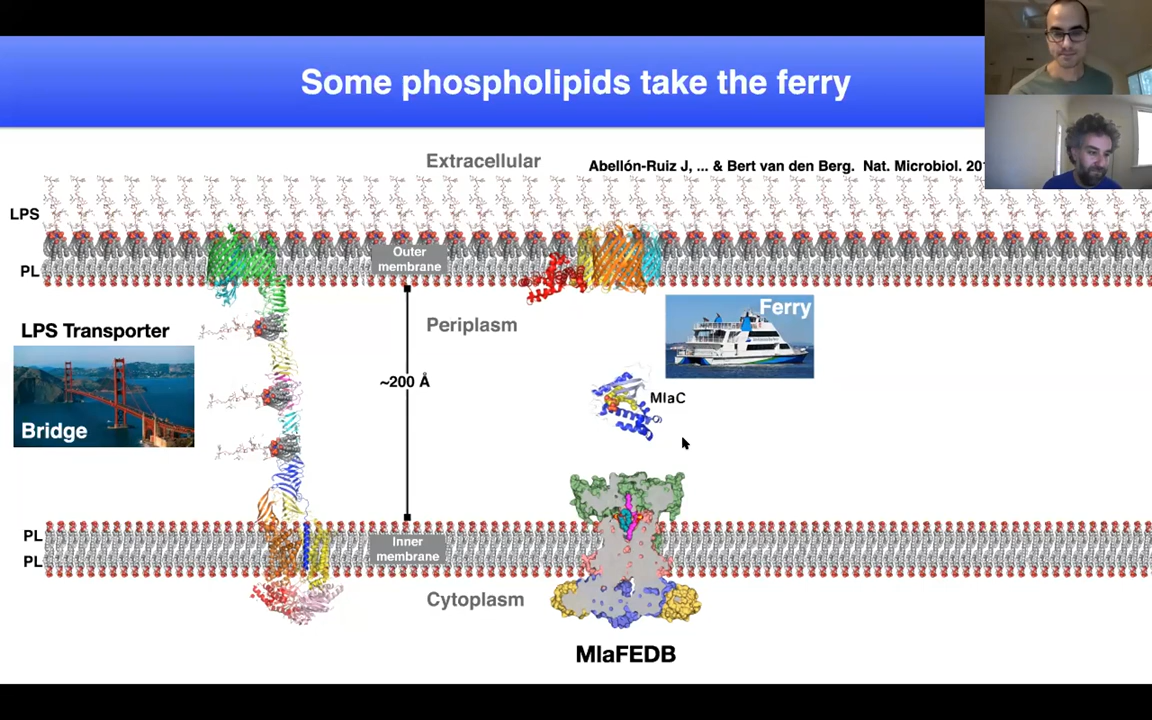 Some phospholipids take the ferry
Extracellular
Abellón-Ruiz J, ... & Bert van den Berg. Nat. Microbiol.
LPS
Outer
membrane
PL
Periplasm
Ferry
LPS Transporter
~200 Å
MlaC
Bridge
PL
Inner
membrane
PL
Cytoplasm
MlaFEDB